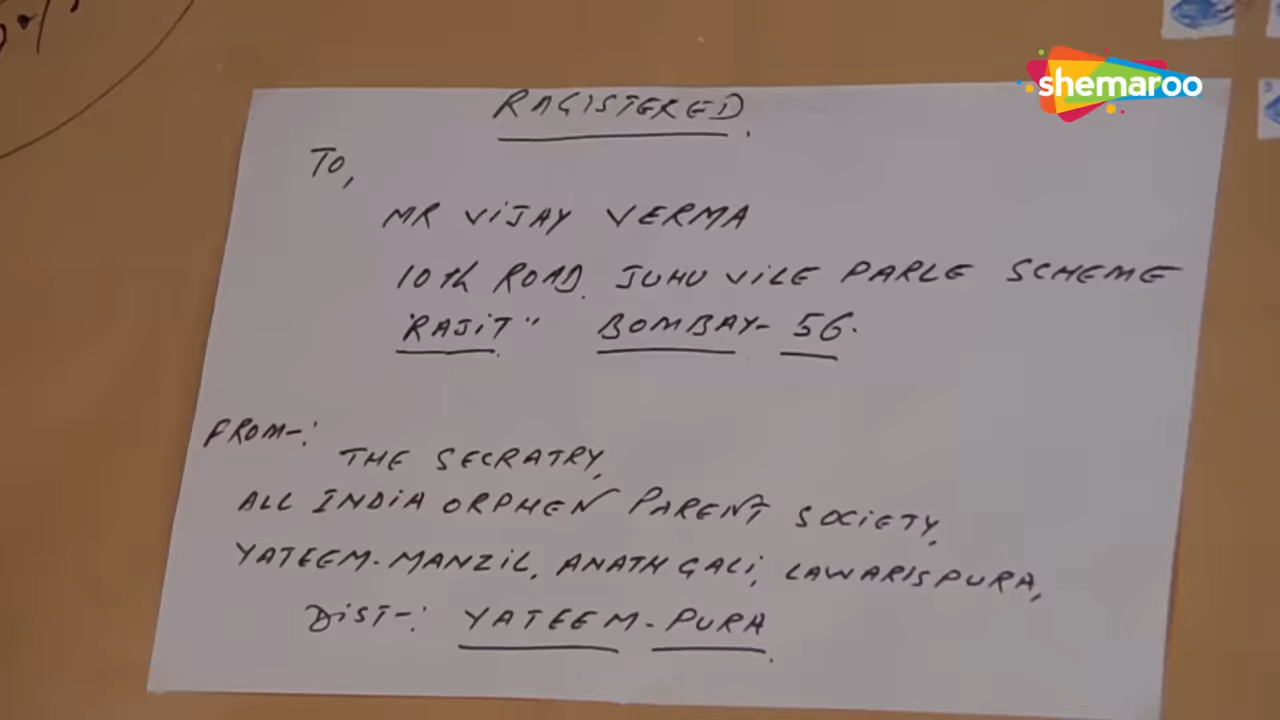 shemaroo
RAGISTERED.
TO,
MR VIJAY VERMA
10th ROAD. JUHU VILE PARLE SCHEME
"RAJIT" BOMBAY- 56.
FROM-:
THE SECRATRY,
ALL INDIA ORPHEN PARENT SOCIETY,
YATEEM-MANZIL, ANATH GALI, LAWARISPURA,
DIST-: YATEEM-PURA.